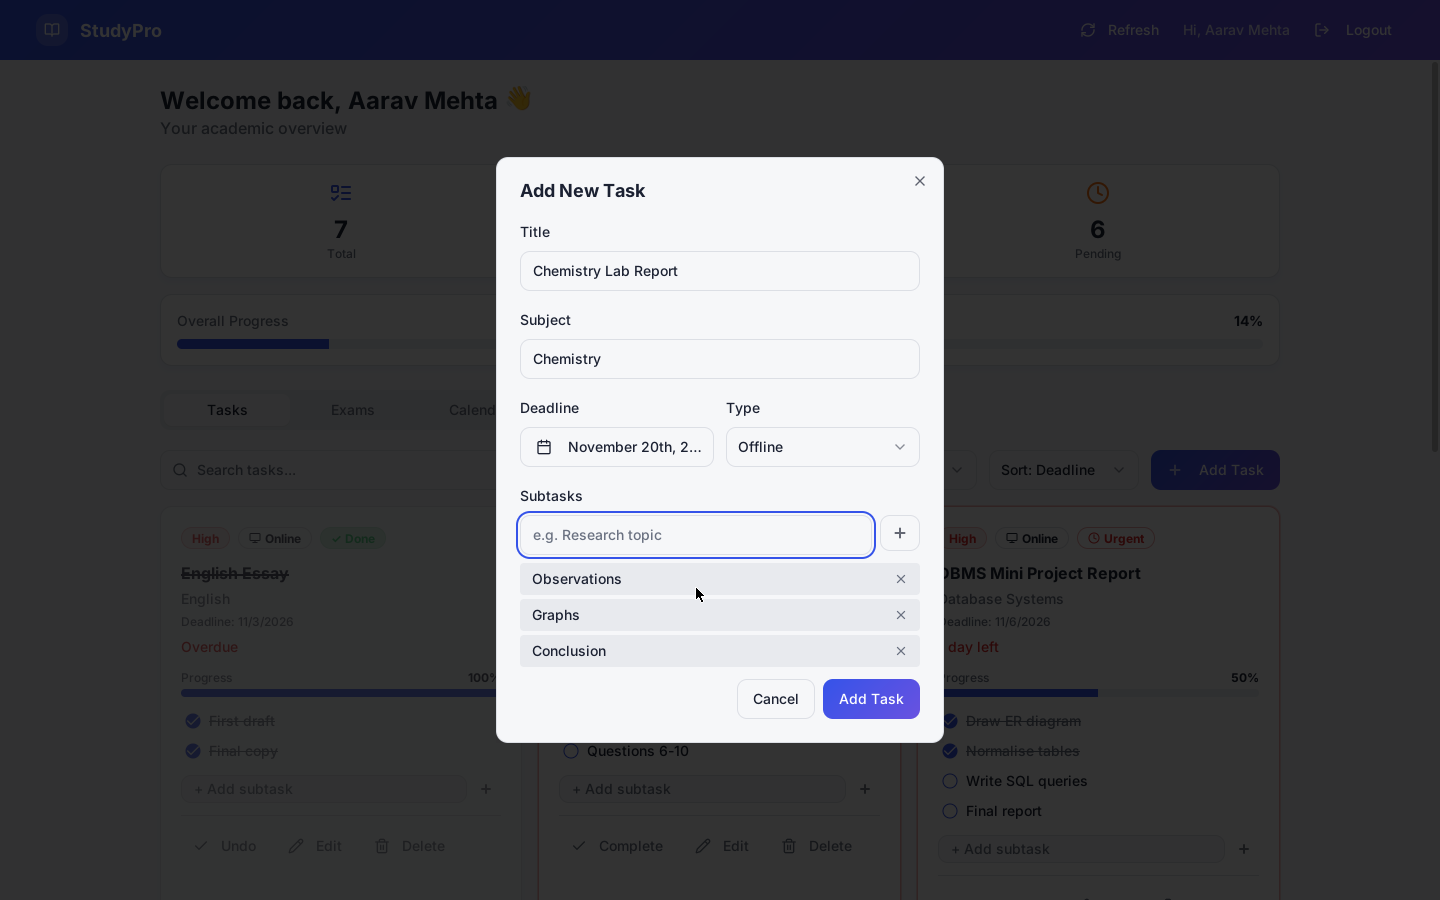 StudyPro
Refresh
Hi, Aarav Mehta
Logout
Welcome back, Aarav Mehta 👋
Your academic overview
7
Total
6
Pending
Overall Progress
14%
Tasks
Exams
Calend
Search tasks...
Sort: Deadline
Add Task
Add New Task
Title
Chemistry Lab Report
Subject
Chemistry
Deadline
Type
November 20th, 2...
Offline
Subtasks
e.g. Research topic
Observations
Graphs
Conclusion
Cancel
Add Task
High
Online
Done
English Essay
English
Deadline: 11/3/2026
Overdue
Progress
100%
First draft
Final copy
+ Add subtask
Undo
Edit
Delete
Questions 6-10
+ Add subtask
Complete
Edit
Delete
High
Online
Urgent
DBMS Mini Project Report
Database Systems
Deadline: 11/6/2026
day left
Progress
50%
Draw ER diagram
Normalise tables
Write SQL queries
Final report
+ Add subtask